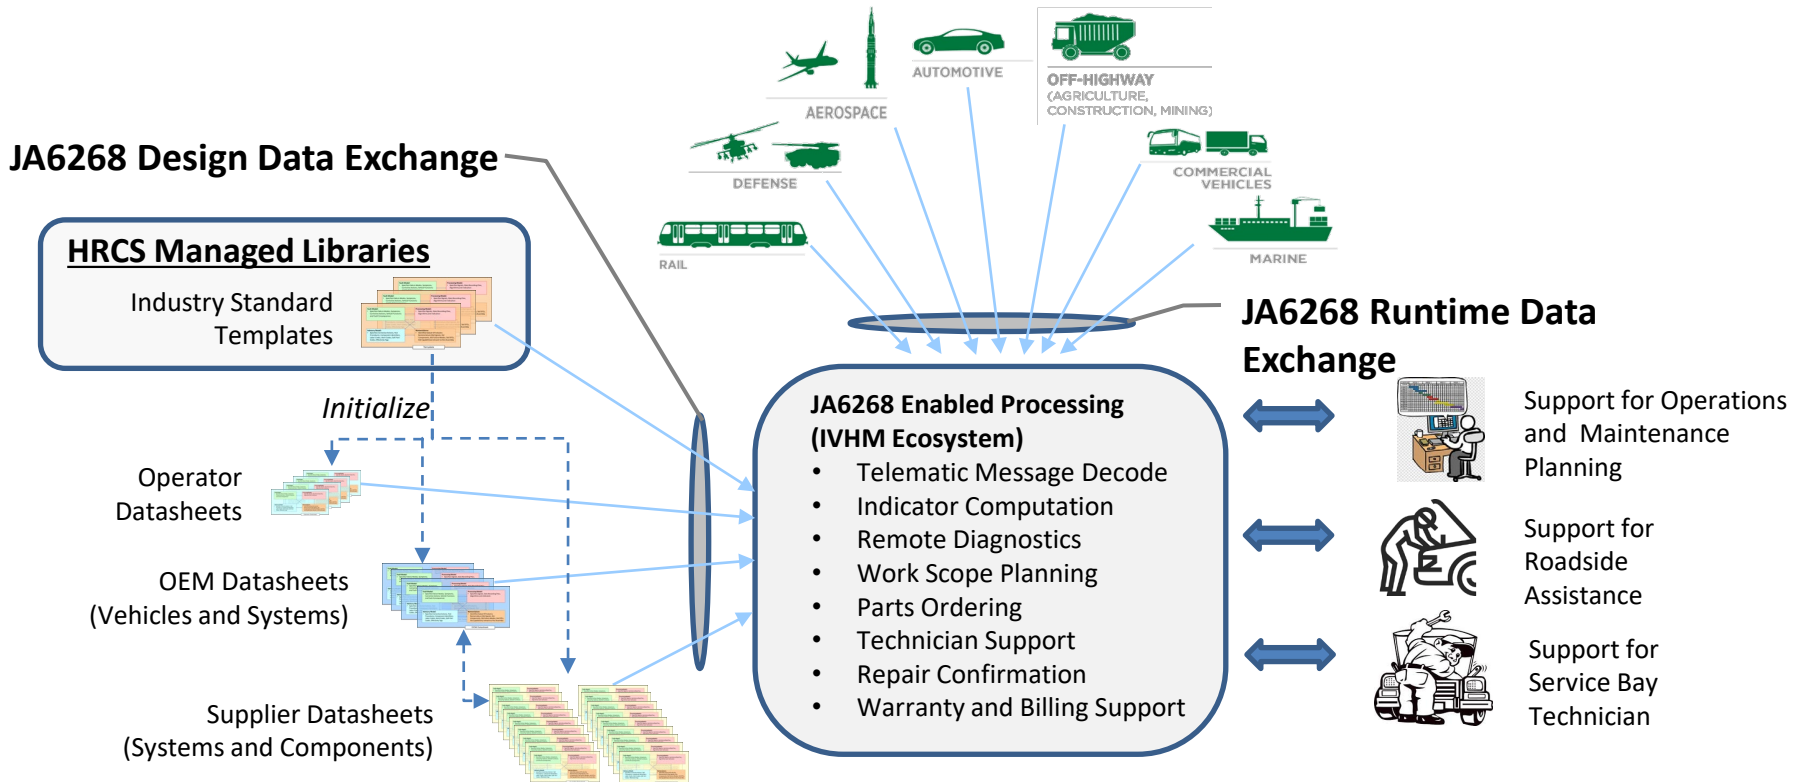 AEROSPACE
AUTOMOTIVE
OFF-HIGHWAY
(AGRICULTURE,
CONSTRUCTION, MINING)
DEFENSE
COMMERCIAL
VEHICLES
RAIL
MARINE
JA6268 Design Data Exchange
HRCS Managed Libraries
Industry Standard
Templates
Initialize
Operator
Datasheets
OEM Datasheets
(Vehicles and Systems)
Supplier Datasheets
(Systems and Components)
JA6268 Runtime Data
Exchange
JA6268 Enabled Processing
(IVHM Ecosystem)
• Telematic Message Decode
• Indicator Computation
• Remote Diagnostics
• Work Scope Planning
• Parts Ordering
• Technician Support
• Repair Confirmation
• Warranty and Billing Support
Support for Operations
and Maintenance
Planning
Support for
Roadside
Assistance
Support for
Service Bay
Technician